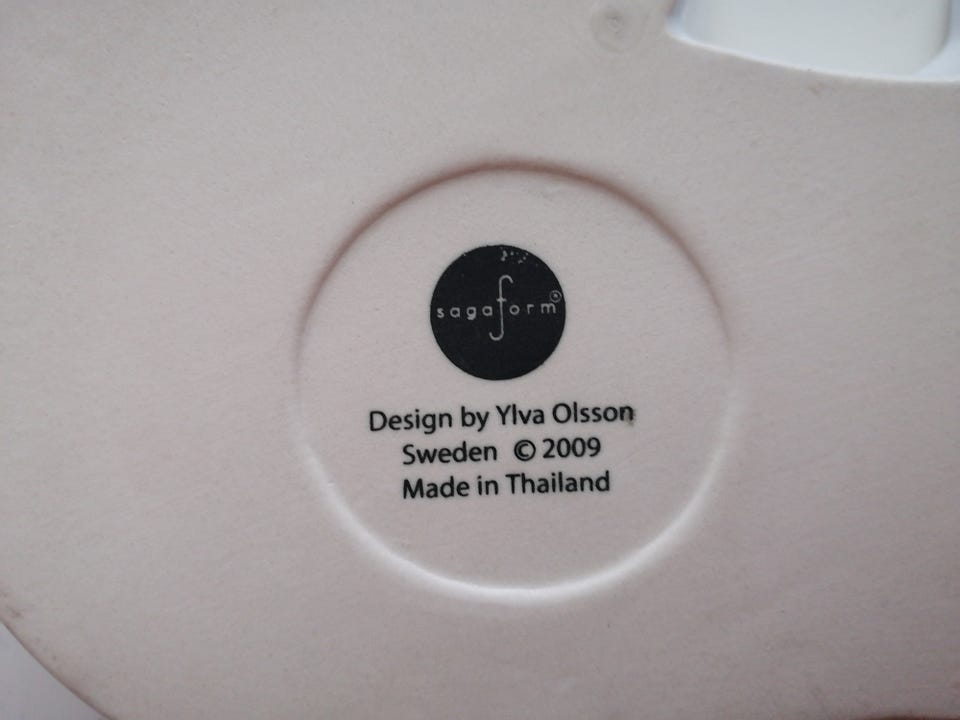 sagaform®
Design by Ylva Olsson
Sweden © 2009
Made in Thailand